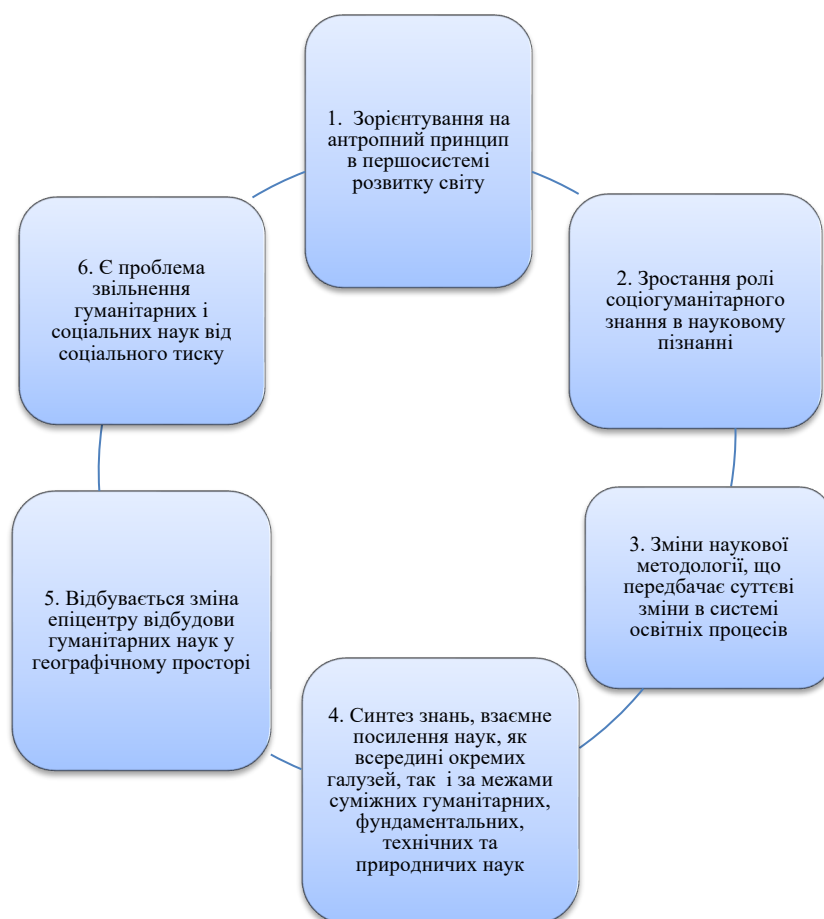 1. Зорієнтування на
антропний принцип
в першосистемі
розвитку світу
2. Зростання ролі
соціогуманітарного
знання в науковому
пізнанні
3. Зміни наукової
методології, що
передбачає суттєві
зміни в системі
освітніх процесів
4. Синтез знань, взаємне
посилення наук, як
всередині окремих
галузей, так і за межами
суміжних гуманітарних,
фундаментальних,
технічних та
природничих наук
5. Відбувається зміна
епіцентру відбудови
гуманітарних наук у
географічному просторі
6. Є проблема
звільнення
гуманітарних і
соціальних наук від
соціального тиску